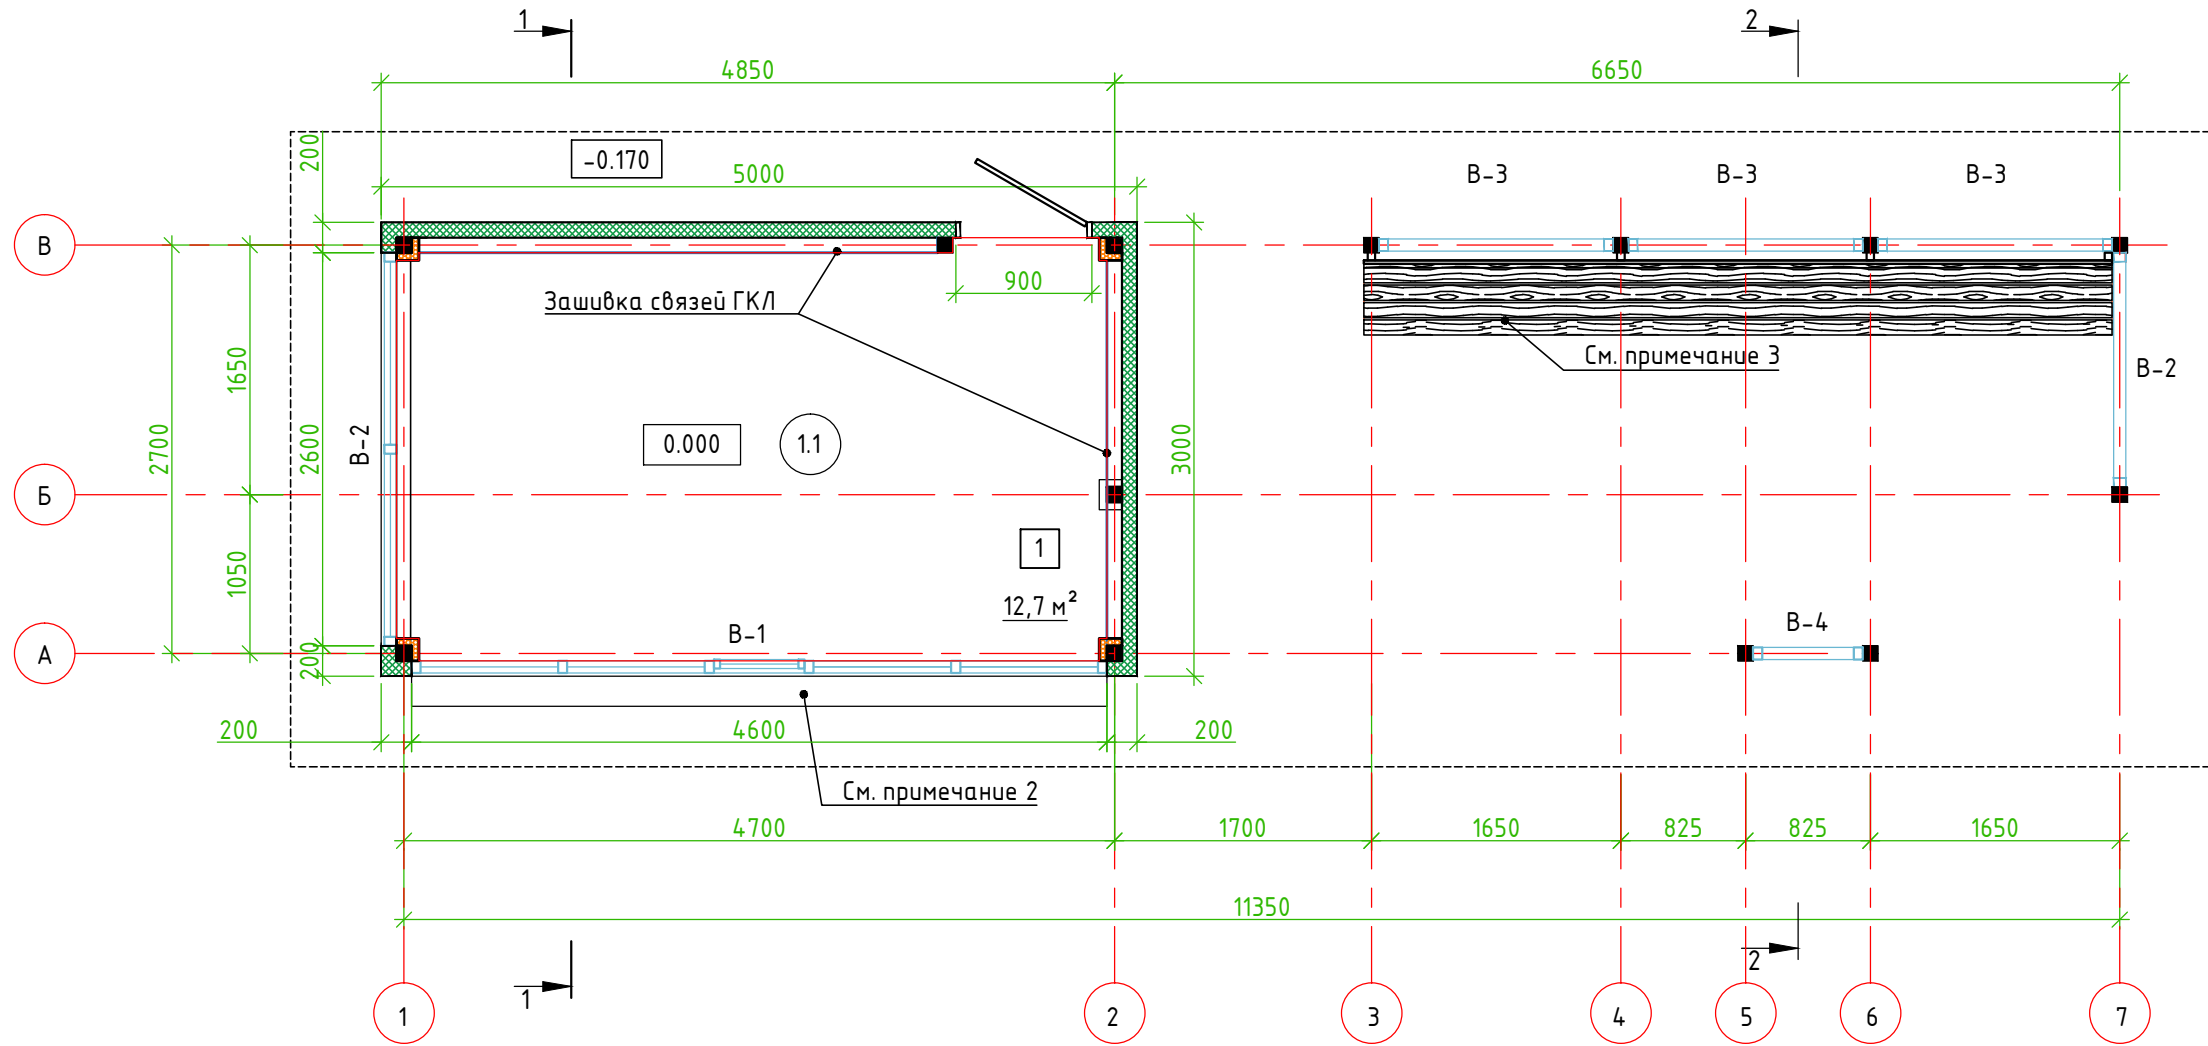 1
2
4850
6650
200
-0.170
5000
В-3
В-3
В-3
В
900
Зашивка связей ГКЛ
1650
См. примечание 3
В-2
2700
2600
В-2
0.000
1.1
3000
Б
1
1050
12,7 м²
В-1
В-4
А
200
200
4600
200
См. примечание 2
4700
1700
1650
825
825
1650
11350
1
2
1
2
3
4
5
6
7